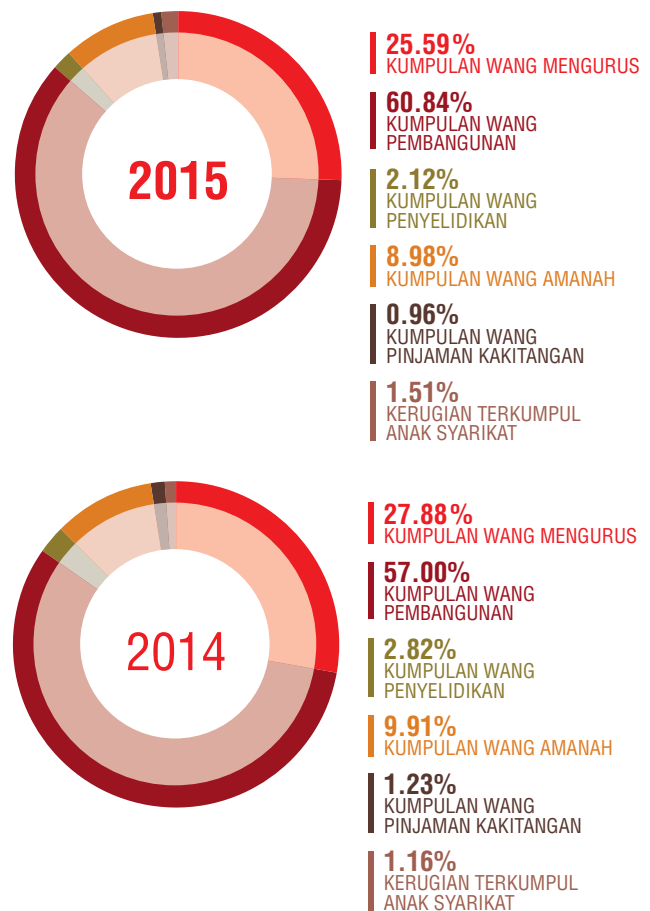 2015
25.59%
KUMPULAN WANG MENGURUS
60.84%
KUMPULAN WANG
PEMBANGUNAN
2.12%
KUMPULAN WANG
PENYELIDIKAN
8.98%
KUMPULAN WANG AMANAH
0.96%
KUMPULAN WANG
PINJAMAN KAKITANGAN
1.51%
KERUGIAN TERKUMPUL
ANAK SYARIKAT
2014
27.88%
KUMPULAN WANG MENGURUS
57.00%
KUMPULAN WANG
PEMBANGUNAN
2.82%
KUMPULAN WANG
PENYELIDIKAN
9.91%
KUMPULAN WANG AMANAH
1.23%
KUMPULAN WANG
PINJAMAN KAKITANGAN
1.16%
KERUGIAN TERKUMPUL
ANAK SYARIKAT